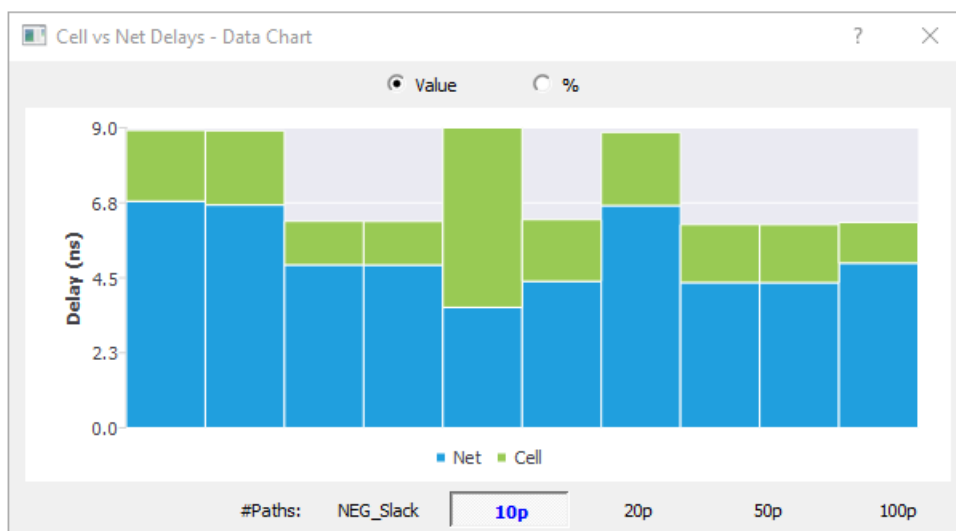 Cell vs Net Delays - Data Chart ?
Value %
9.0
6.8
4.5
2.3
0.0
Delay (ns)
Net Cell
#Paths: NEG_Slack 10p 20p 50p 100p